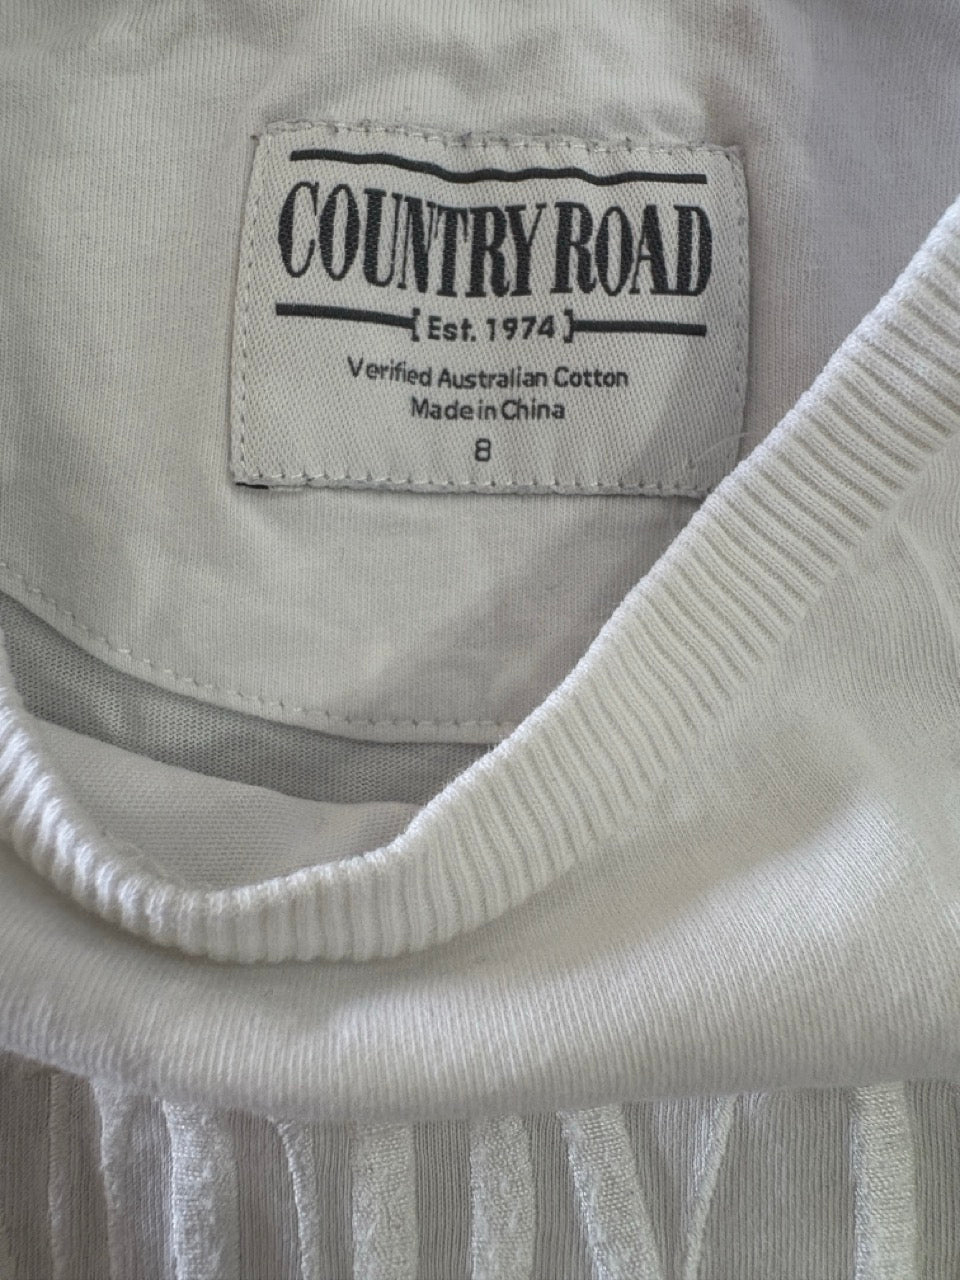 COUNTRY ROAD
[Est. 1974]
Verified Australian Cotton
Made in China
8